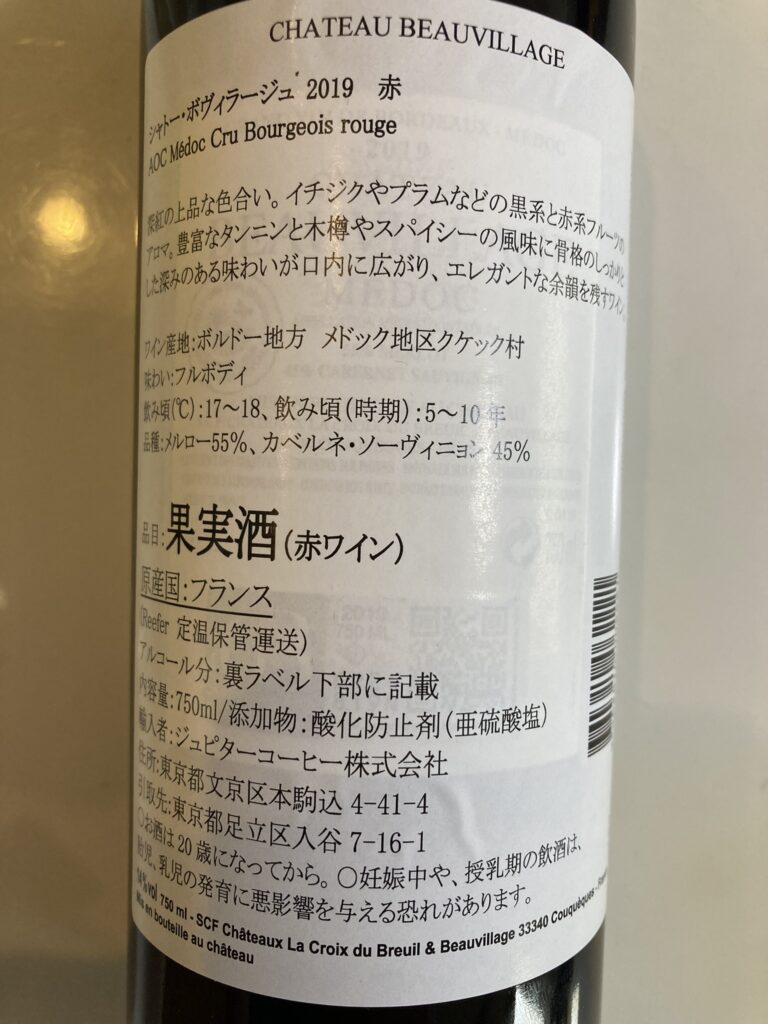 CHATEAU BEAUVILLAGE
シャトー・ボヴィラージュ 2019 赤
AOC Médoc Cru Bourgeois rouge
深紅の上品な色合い。イチジクやプラムなどの黒系と赤系フルーツの
アロマ。豊富なタンニンと木樽やスパイシーの風味に骨格のしっかりと
した深みのある味わいが口内に広がり、エレガントな余韻を残すワイン。
ワイン産地:ボルドー地方 メドック地区クケック村
味わい:フルボディ
飲み頃(℃):17～18、飲み頃(時期):5～10年
品種:メルロー55%、カベルネ・ソーヴィニョン 45%
品目:果実酒(赤ワイン)
原産国:フランス
(Reefer 定温保管運送)
アルコール分:裏ラベル下部に記載
内容量:750ml/添加物:酸化防止剤(亜硫酸塩)
輸入者:ジュピターコーヒー株式会社
住所:東京都文京区本駒込 4-41-4
引取先:東京都足立区入谷 7-16-1
○お酒は20歳になってから。○妊娠中や、授乳期の飲酒は、
胎児、乳児の発育に悪影響を与える恐れがあります。
14%vol 750 ml - SCF Châteaux La Croix du Breuil & Beauvillage 33340 Couquèques -
Mis en bouteille au château